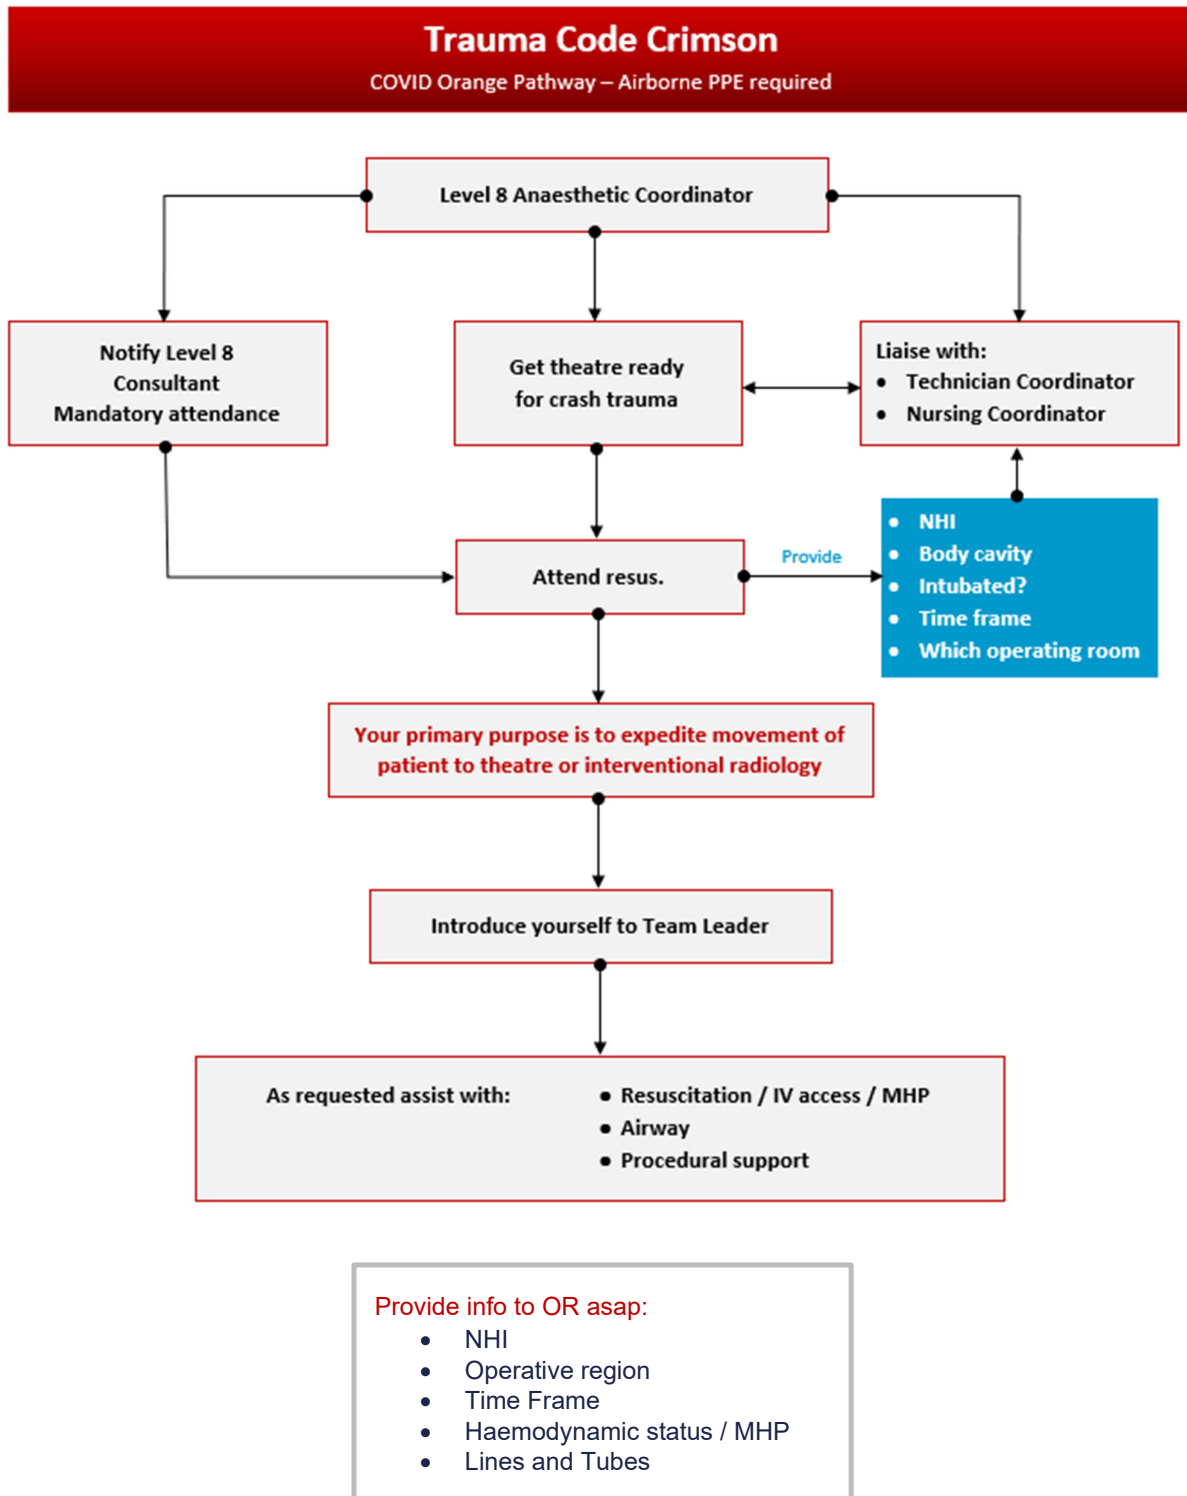 Trauma Code Crimson
COVID Orange Pathway – Airborne PPE required
Level 8 Anaesthetic Coordinator
Notify Level 8
Consultant
Mandatory attendance
Get theatre ready
for crash trauma
Liaise with:
• Technician Coordinator
• Nursing Coordinator
Attend resus.
Provide
• NHI
• Body cavity
• Intubated?
• Time frame
• Which operating room
Your primary purpose is to expedite movement of
patient to theatre or interventional radiology
Introduce yourself to Team Leader
As requested assist with:
• Resuscitation / IV access / MHP
• Airway
• Procedural support
Provide info to OR asap:
• NHI
• Operative region
• Time Frame
• Haemodynamic status / MHP
• Lines and Tubes